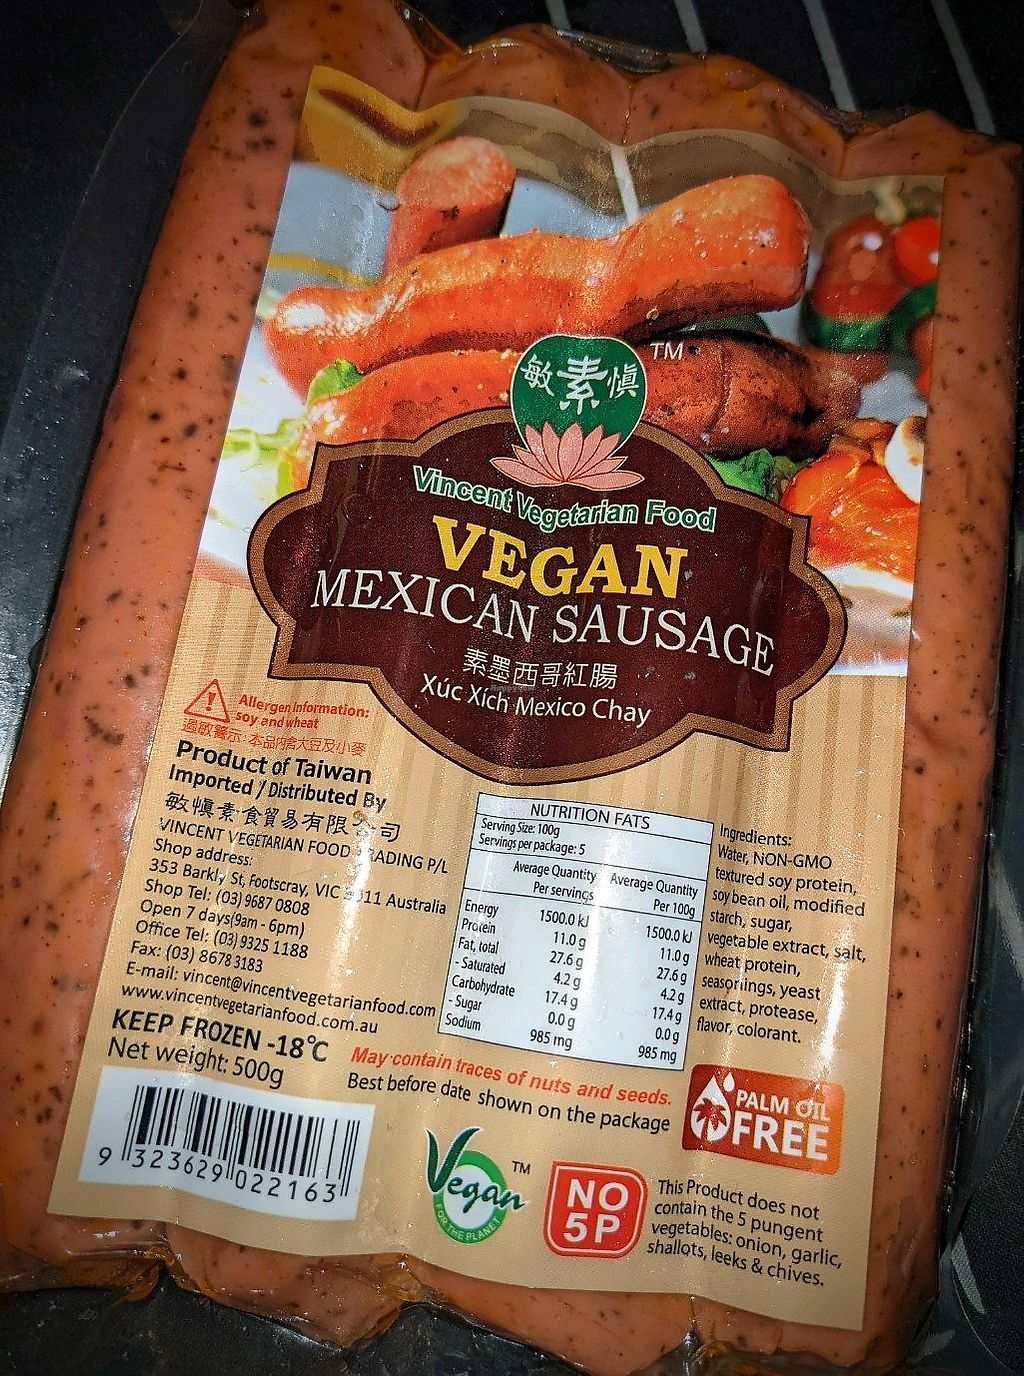 敏素慎
TM
Vincent Vegetarian Food
VEGAN
MEXICAN SAUSAGE
素墨西哥紅腸
Xúc Xích Mexico Chay
Allergen Information:
soy and wheat
過敏警示: 本品內含大豆及小麥
Product of Taiwan
Imported / Distributed By
敏慎素食貿易有限公司
VINCENT VEGETARIAN FOOD TRADING P/L
Shop address:
353 Barkly St, Footscray, VIC 3011 Australia
Shop Tel: (03) 9687 0808
Open 7 days(9am - 6pm)
Office Tel: (03) 9325 1188
Fax: (03) 8678 3183
E-mail: vincent@vincentvegetarianfood.com
www.vincentvegetarianfood.com.au
KEEP FROZEN -18℃
Net weight: 500g
9 323629 022163
NUTRITION FATS
Serving Size: 100g
Servings per package: 5
Average Quantity Average Quantity
Per servings Per 100g
Energy 1500.0 kJ 1500.0 kJ
Protein 11.0 g 11.0 g
Fat, total 27.6 g 27.6 g
- Saturated 4.2 g 4.2 g
Carbohydrate 17.4 g 17.4 g
- Sugar 0.0 g 0.0 g
Sodium 985 mg 985 mg
Ingredients:
Water, NON-GMO
textured soy protein,
soy bean oil, modified
starch, sugar,
vegetable extract, salt,
wheat protein,
seasonings, yeast
extract, protease,
flavor, colorant.
May contain traces of nuts and seeds.
Best before date shown on the package
PALM OIL
FREE
Vegan TM
FOR THE PLANET
NO
5P
This Product does not
contain the 5 pungent
vegetables: onion, garlic,
shallots, leeks & chives.